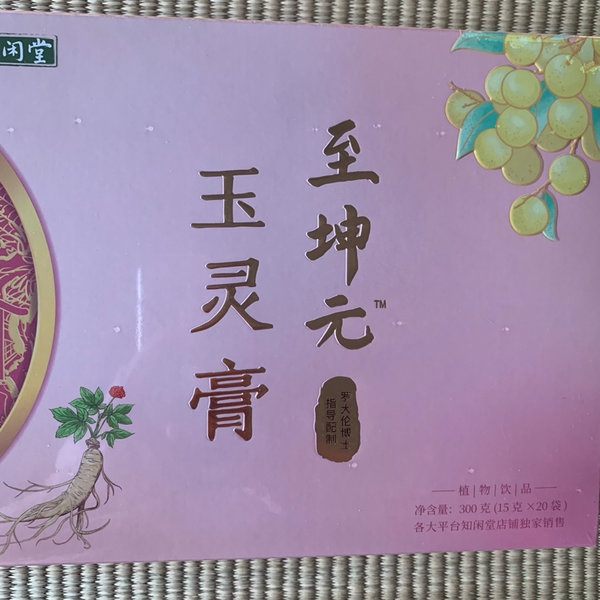 闲堂
至坤元™
玉灵膏
罗大伦博士
指导配制
植|物|饮|品
净含量：300克(15克×20袋)
各大平台知闲堂店铺独家销售